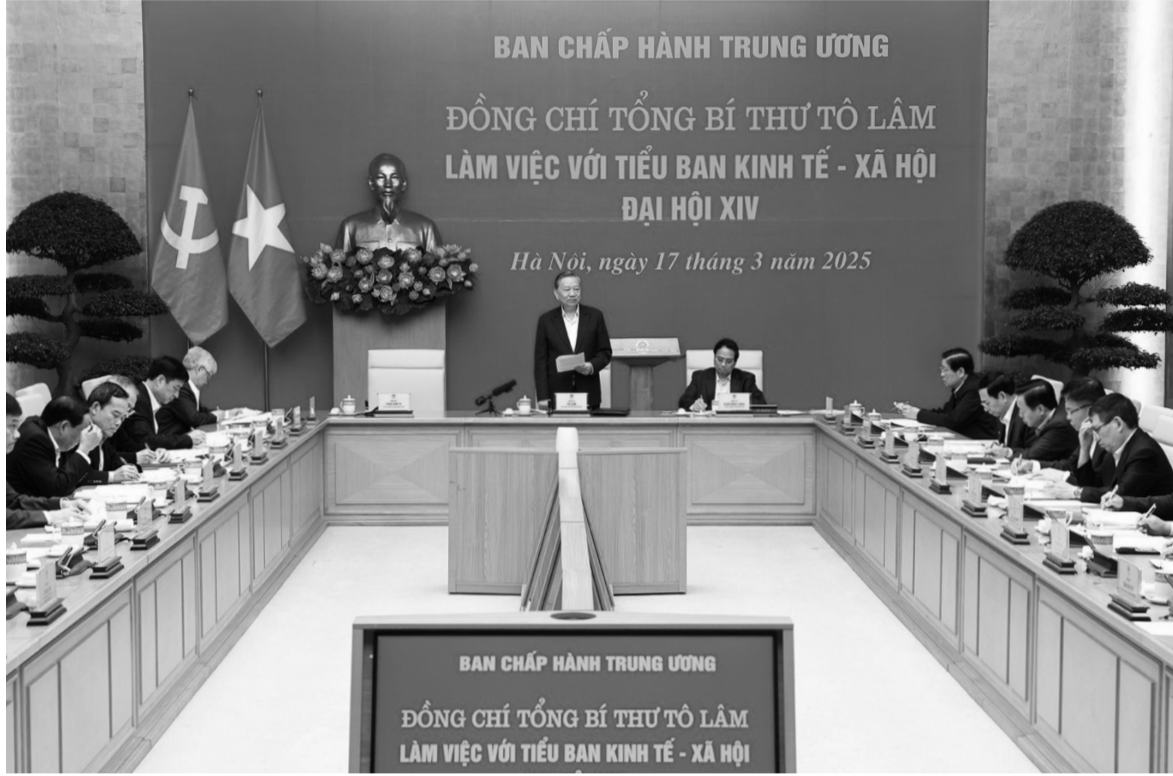 BAN CHẤP HÀNH TRUNG ƯƠNG
ĐỒNG CHÍ TỔNG BÍ THƯ TÔ LÂM
LÀM VIỆC VỚI TIỂU BAN KINH TẾ - XÃ HỘI
ĐẠI HỘI XIV
Hà Nội, ngày 17 tháng 3 năm 2025
BAN CHẤP HÀNH TRUNG ƯƠNG
ĐỒNG CHÍ TỔNG BÍ THƯ TÔ LÂM
LÀM VIỆC VỚI TIỂU BAN KINH TẾ - XÃ HỘI